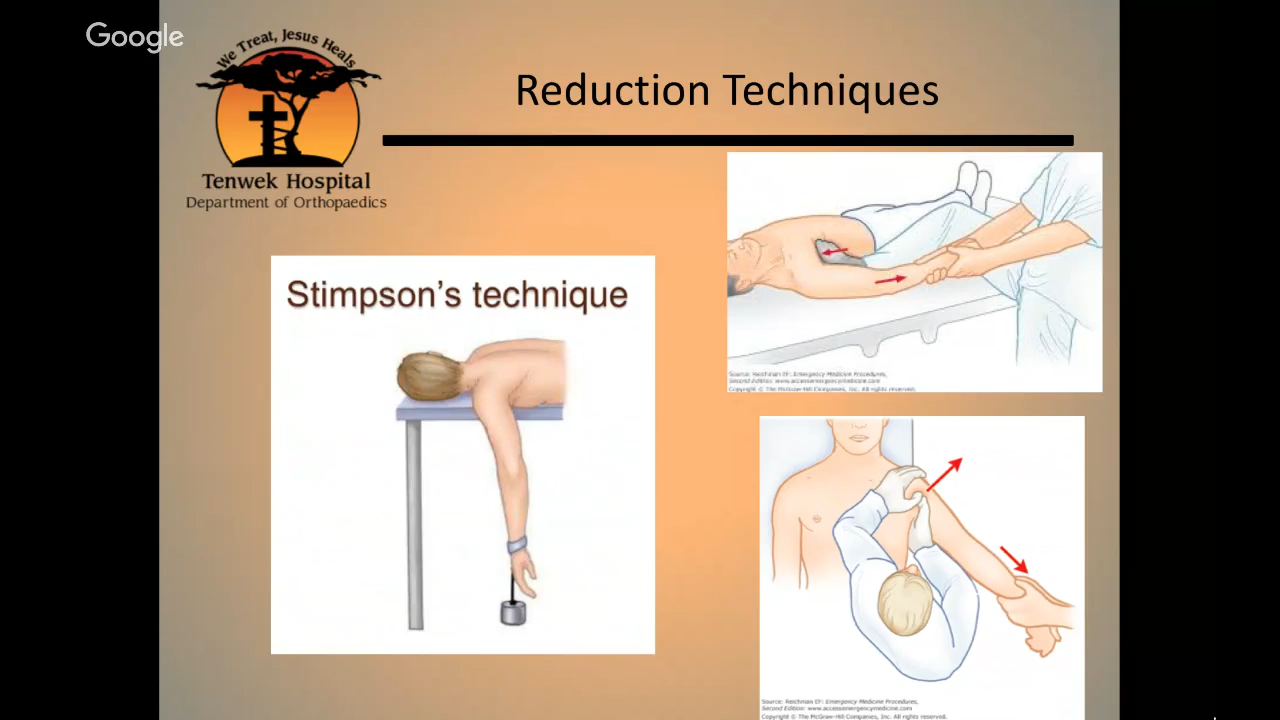 Google
We Treat, Jesus Heals
Tenwek Hospital
Department of Orthopaedics
Reduction Techniques
Stimpson's technique
Source: Reichman EF: Emergency Medicine Procedures,
Second Edition: www.accessemergencymedicine.com
Copyright © The McGraw-Hill Companies, Inc. All rights reserved.
Source: Reichman EF: Emergency Medicine Procedures,
Second Edition: www.accessemergencymedicine.com
Copyright © The McGraw-Hill Companies, Inc. All rights reserved.